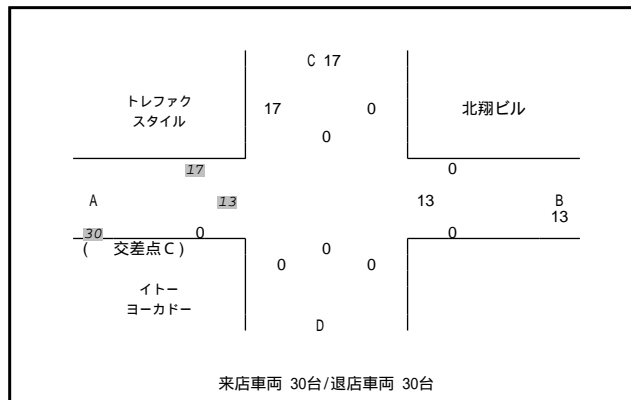 C 17
トレファク
スタイル
17 0
北翔ビル
0
17 0
A 13 13 B
13
30 0 0
( 交差点C)
0
0 0
イトー
ヨーカドー
D
来店車両 30台/退店車両 30台